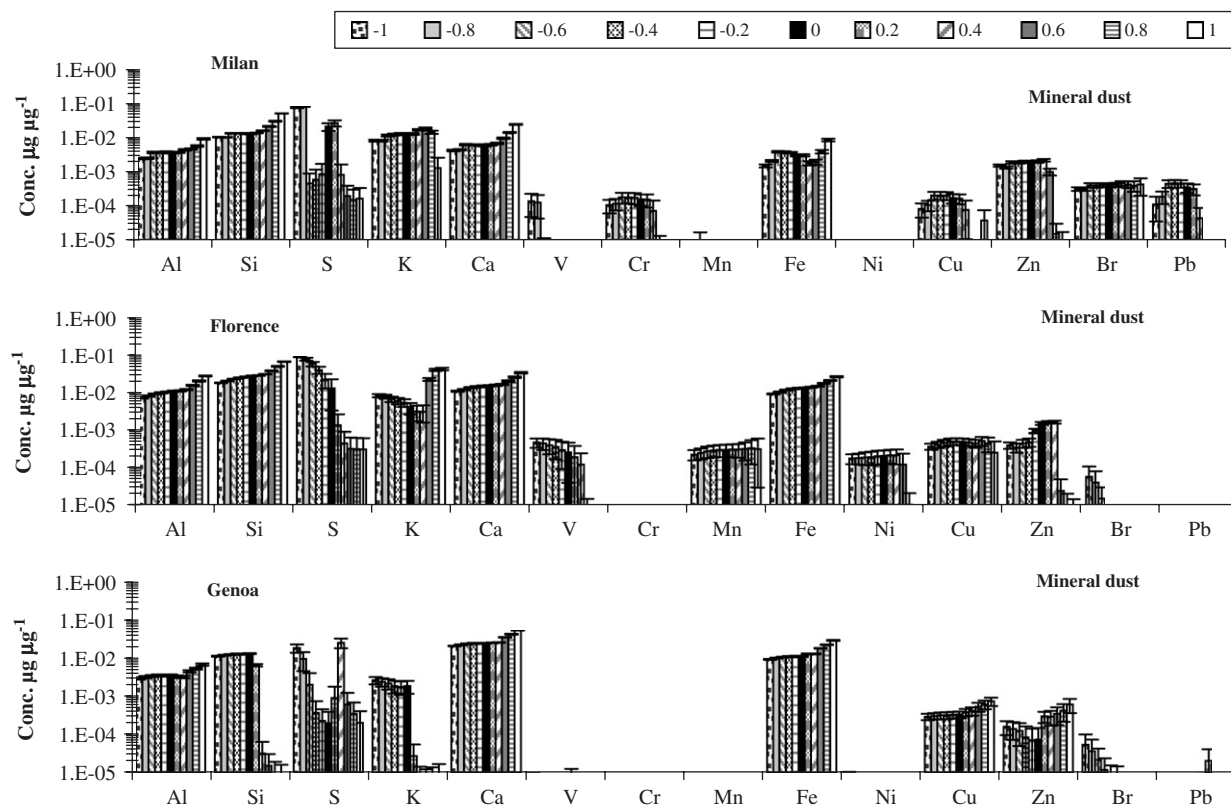 -1 -0.8 -0.6 -0.4 -0.2 0 0.2 0.4 0.6 0.8 1
Milan
Mineral dust
Conc. µg µg-1
1.E+00
1.E-01
1.E-02
1.E-03
1.E-04
1.E-05
Al Si S K Ca V Cr Mn Fe Ni Cu Zn Br Pb
Florence
Mineral dust
Conc. µg µg-1
1.E+00
1.E-01
1.E-02
1.E-03
1.E-04
1.E-05
Al Si S K Ca V Cr Mn Fe Ni Cu Zn Br Pb
Genoa
Mineral dust
Conc. µg µg-1
1.E+00
1.E-01
1.E-02
1.E-03
1.E-04
1.E-05
Al Si S K Ca V Cr Mn Fe Ni Cu Zn Br Pb